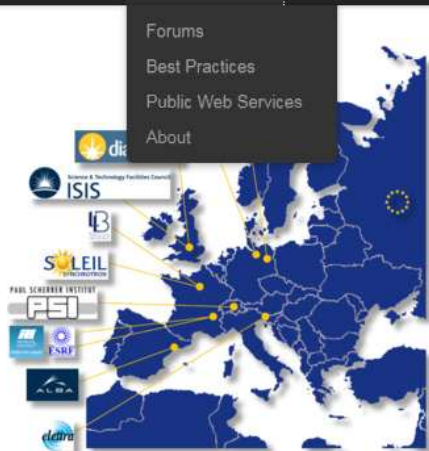 Forums
Best Practices
Public Web Services
About
dia
Science & Technology Facilities Council
ISIS
LLB
SOLEIL
SYNCHROTRON
PAUL SCHERRER INSTITUT
PSI
ESRF
ALBA
elettra